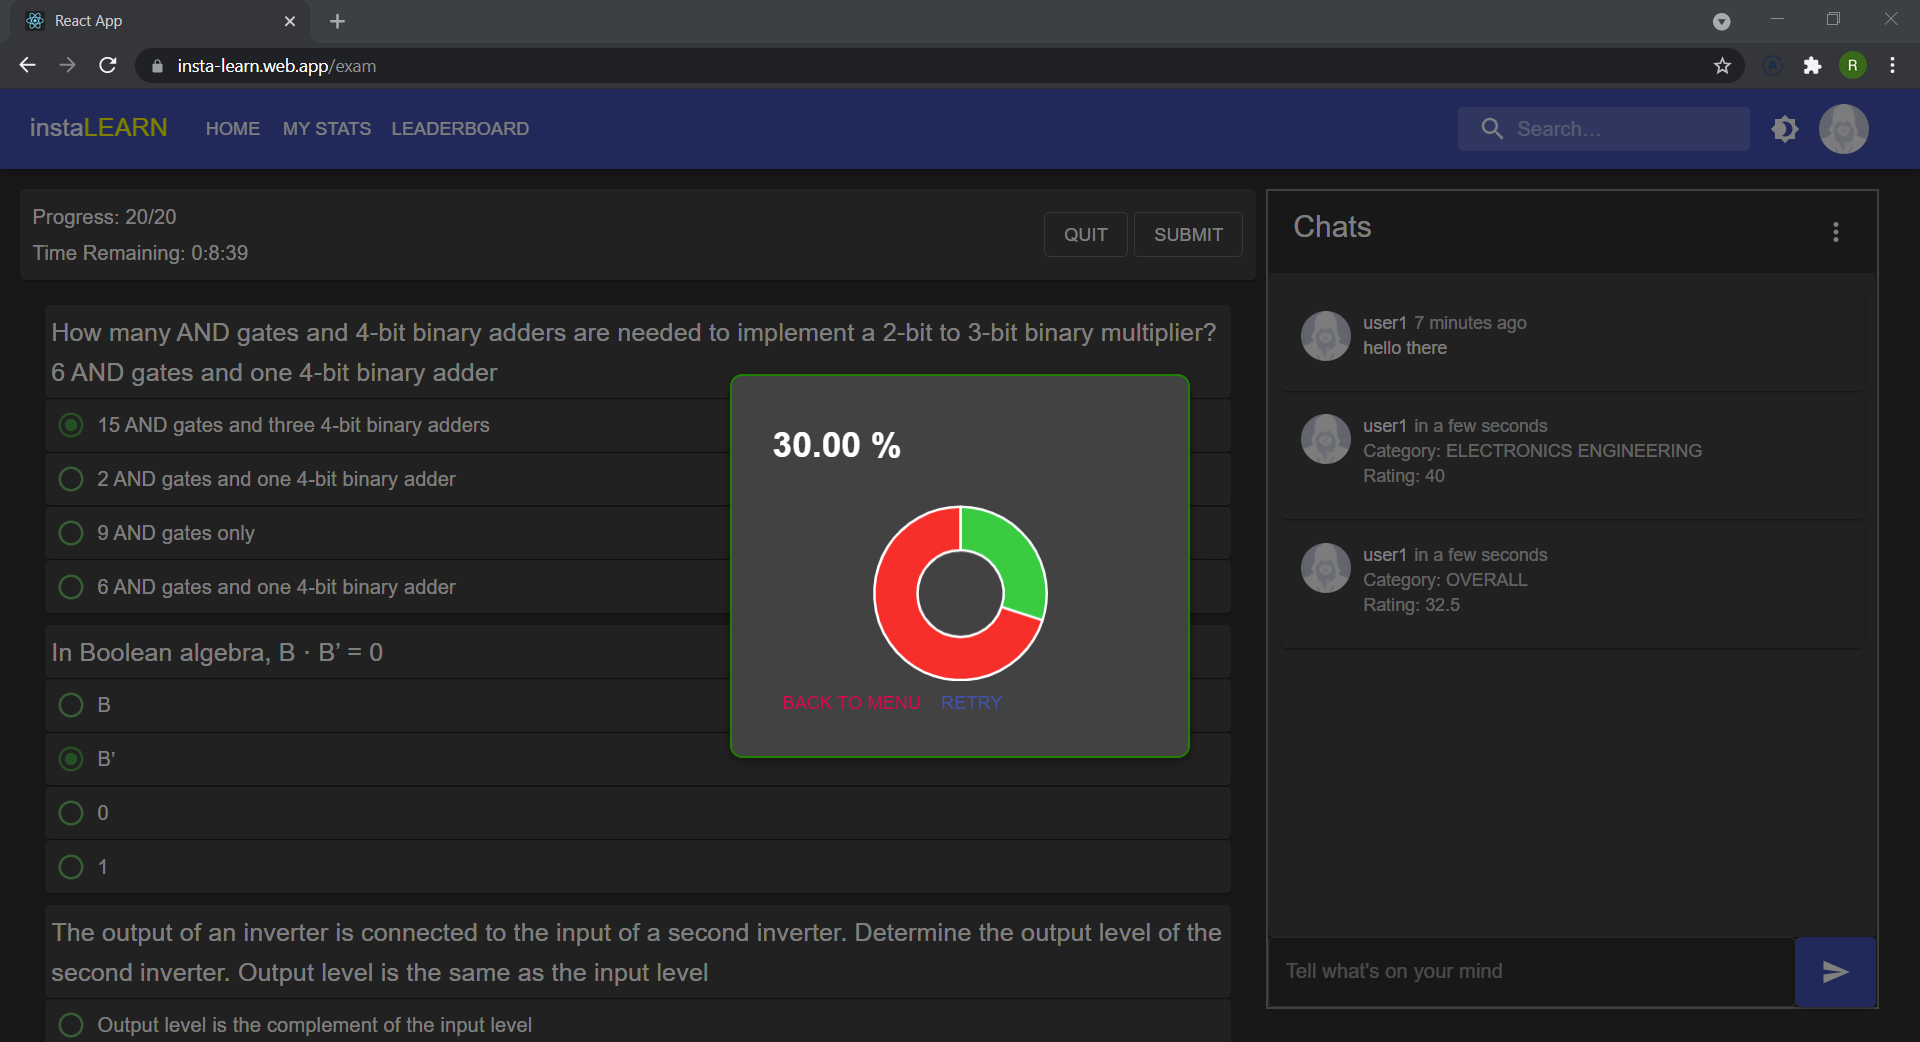 React App
insta-learn.web.app/exam
R
instaLEARN HOME MY STATS LEADERBOARD
Search…
Progress: 20/20
Time Remaining: 0:8:39
QUIT SUBMIT
How many AND gates and 4-bit binary adders are needed to implement a 2-bit to 3-bit binary multiplier?
6 AND gates and one 4-bit binary adder
15 AND gates and three 4-bit binary adders
2 AND gates and one 4-bit binary adder
9 AND gates only
6 AND gates and one 4-bit binary adder
In Boolean algebra, B · B’ = 0
B
B’
0
1
The output of an inverter is connected to the input of a second inverter. Determine the output level of the
second inverter. Output level is the same as the input level
Output level is the complement of the input level
30.00 %
BACK TO MENU RETRY
Chats
user1 7 minutes ago
hello there
user1 in a few seconds
Category: ELECTRONICS ENGINEERING
Rating: 40
user1 in a few seconds
Category: OVERALL
Rating: 32.5
Tell what's on your mind